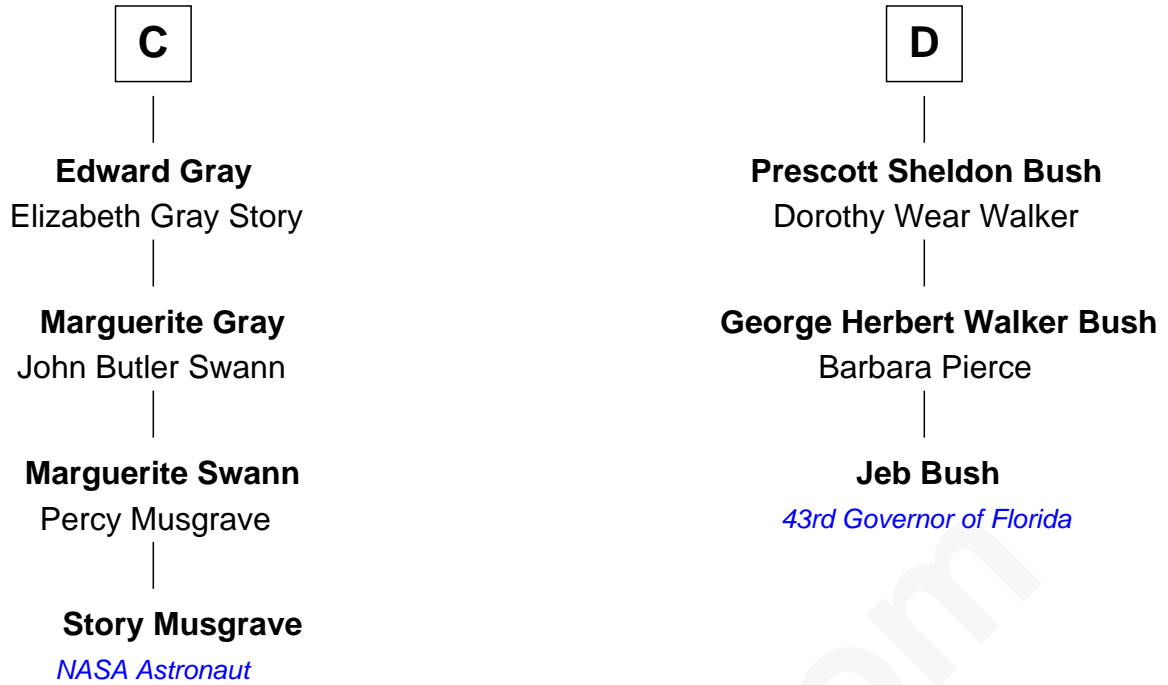 C
Edward Gray
Elizabeth Gray Story
Marguerite Gray
John Butler Swann
Marguerite Swann
Percy Musgrave
Story Musgrave
NASA Astronaut
D
Prescott Sheldon Bush
Dorothy Wear Walker
George Herbert Walker Bush
Barbara Pierce
Jeb Bush
43rd Governor of Florida
om